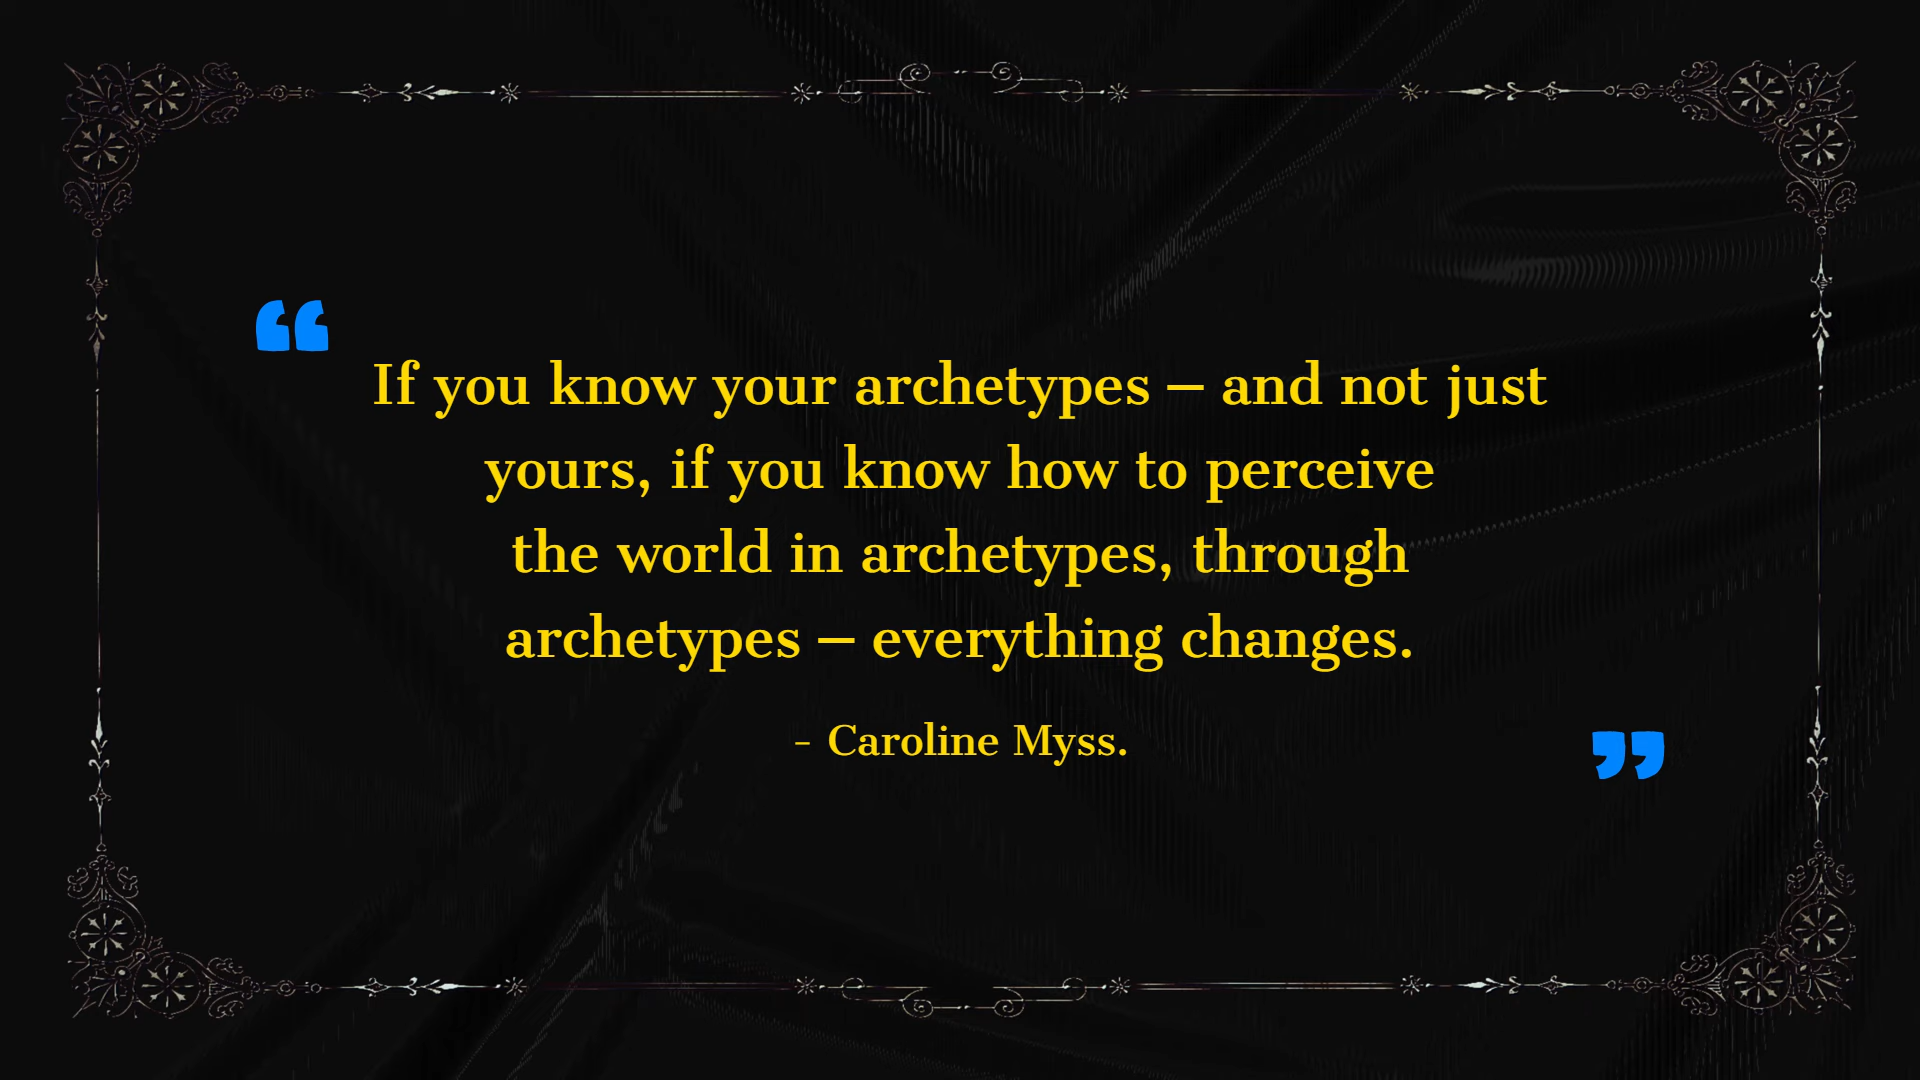 “
If you know your archetypes – and not just
yours, if you know how to perceive
the world in archetypes, through
archetypes – everything changes.
- Caroline Myss.
”